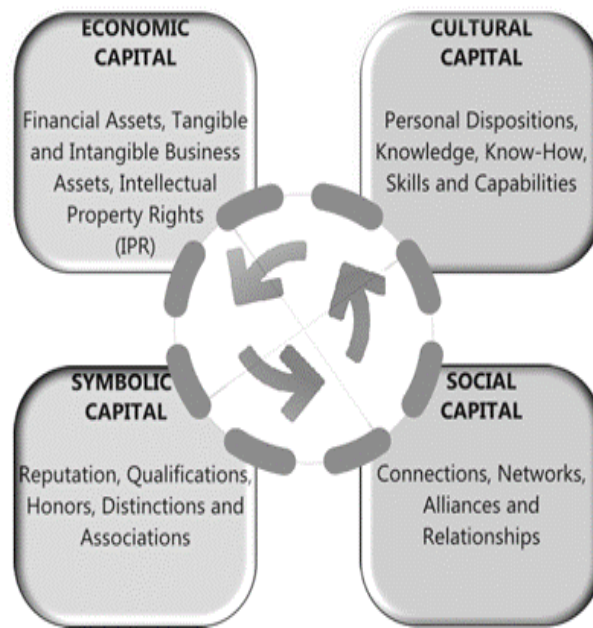 ECONOMIC
CAPITAL
Financial Assets, Tangible
and Intangible Business
Assets, Intellectual
Property Rights
(IPR)
CULTURAL
CAPITAL
Personal Dispositions,
Knowledge, Know-How,
Skills and Capabilities
SYMBOLIC
CAPITAL
Reputation, Qualifications,
Honors, Distinctions and
Associations
SOCIAL
CAPITAL
Connections, Networks,
Alliances and
Relationships